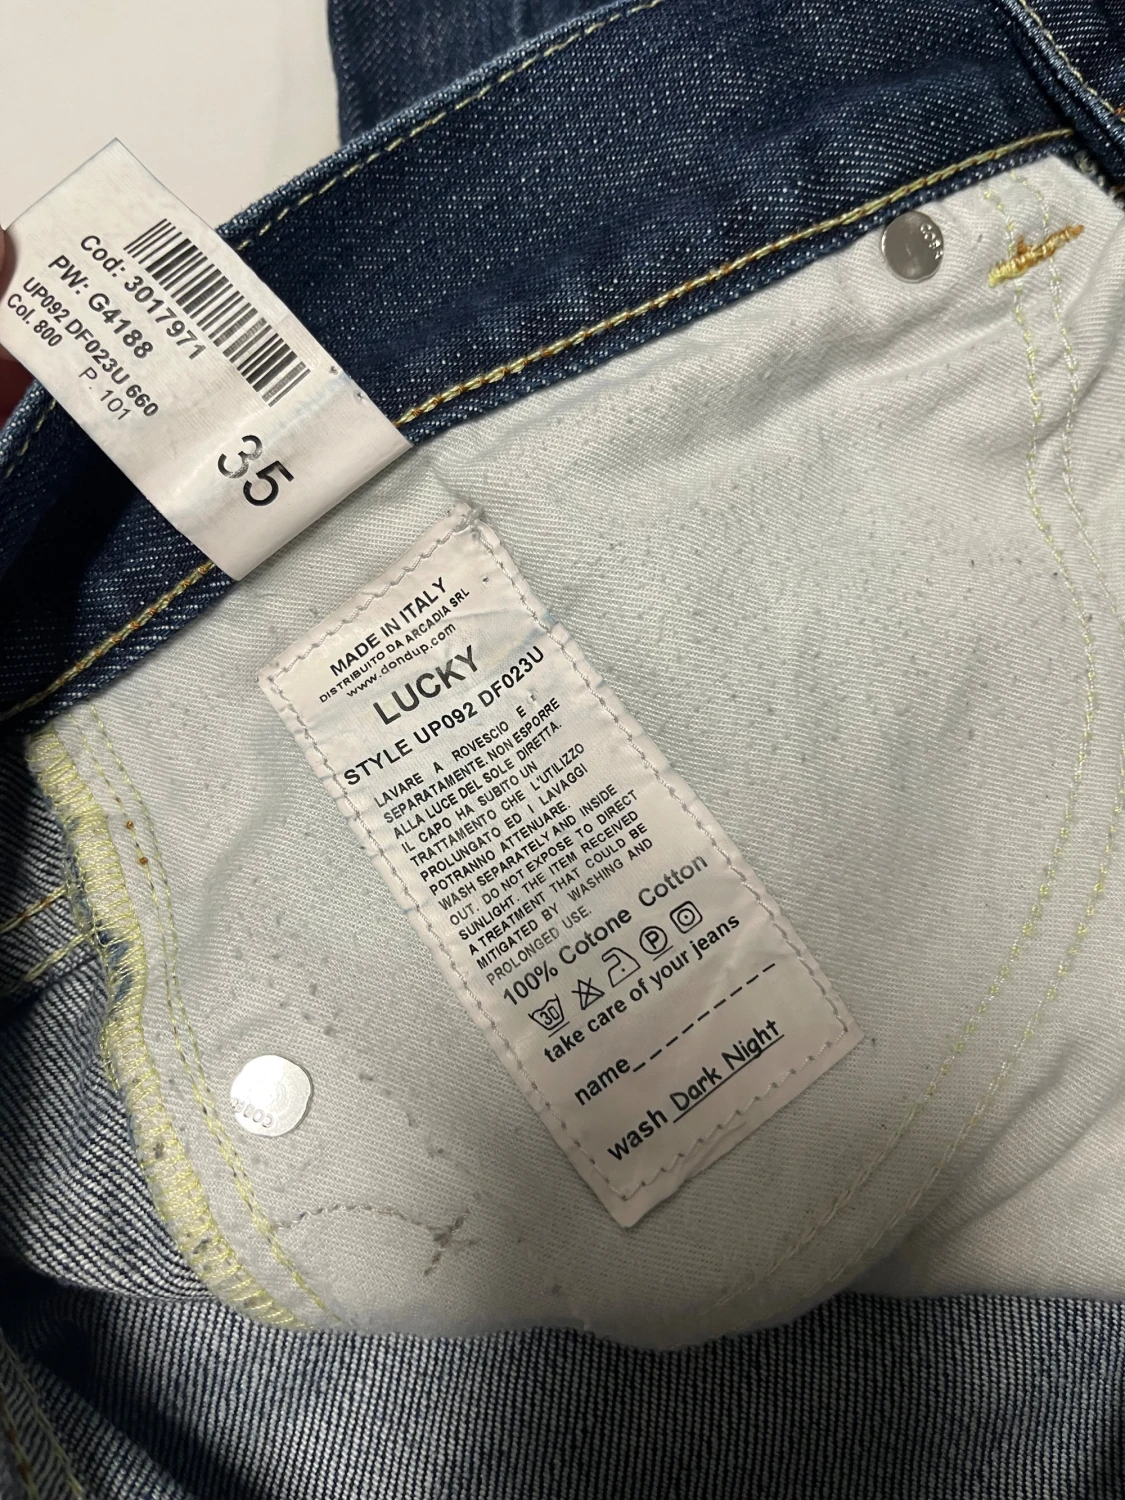 Cod: 3017971
PW: G4188
UP092 DF023U 660
Col. 800
P. 101
35
MADE IN ITALY
DISTRIBUITO DA ARCADIA SRL
www.dondup.com
LUCKY
STYLE UP092 DF023U
LAVARE A ROVESCIO E
SEPARATAMENTE. NON ESPORRE
ALLA LUCE DEL SOLE DIRETTA.
IL CAPO HA SUBITO UN
TRATTAMENTO CHE L'UTILIZZO
PROLUNGATO ED I LAVAGGI
POTRANNO ATTENUARE.
WASH SEPARATELY AND INSIDE
OUT. DO NOT EXPOSE TO DIRECT
SUNLIGHT. THE ITEM RECEIVED
A TREATMENT THAT COULD BE
MITIGATED BY WASHING AND
PROLONGED USE.
100% Cotone Cotton
30 P
take care of your jeans
name_ _ _ _ _ _ _ _ _
wash Dark Night